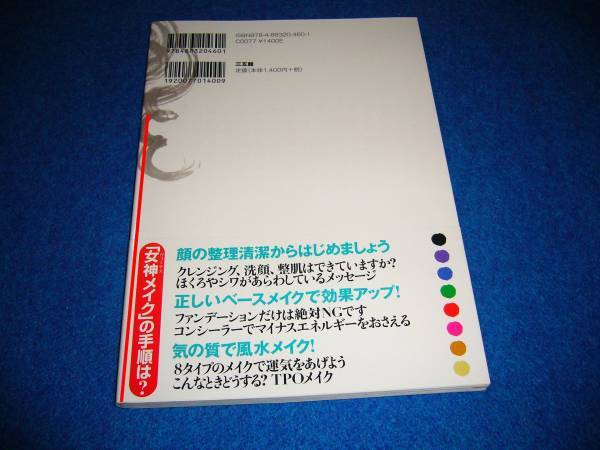 ISBN978-4-88320-460-1
C0077 ¥1400E
三五館
定価(本体1,400円+税)
9784883204601
1920077014009
「女神メイク」の手順は?
顔の整理清潔からはじめましょう
クレンジング、洗顔、整肌はできていますか?
ほくろやシワがあらわしているメッセージ
正しいベースメイクで効果アップ!
ファンデーションだけは絶対NGです
コンシーラーでマイナスエネルギーをおさえる
気の質で風水メイク!
8タイプのメイクで運気をあげよう
こんなときどうする? TPOメイク